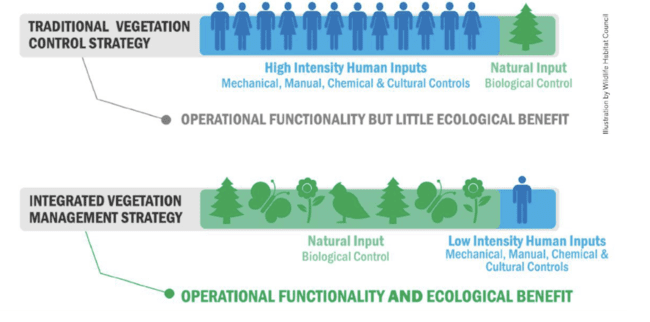 TRADITIONAL VEGETATION
CONTROL STRATEGY
High Intensity Human Inputs
Mechanical, Manual, Chemical & Cultural Controls
Natural Input
Biological Control
OPERATIONAL FUNCTIONALITY BUT LITTLE ECOLOGICAL BENEFIT
Illustration by Wildlife Habitat Council
INTEGRATED VEGETATION
MANAGEMENT STRATEGY
Natural Input
Biological Control
Low Intensity Human Inputs
Mechanical, Manual, Chemical &
Cultural Controls
OPERATIONAL FUNCTIONALITY AND ECOLOGICAL BENEFIT